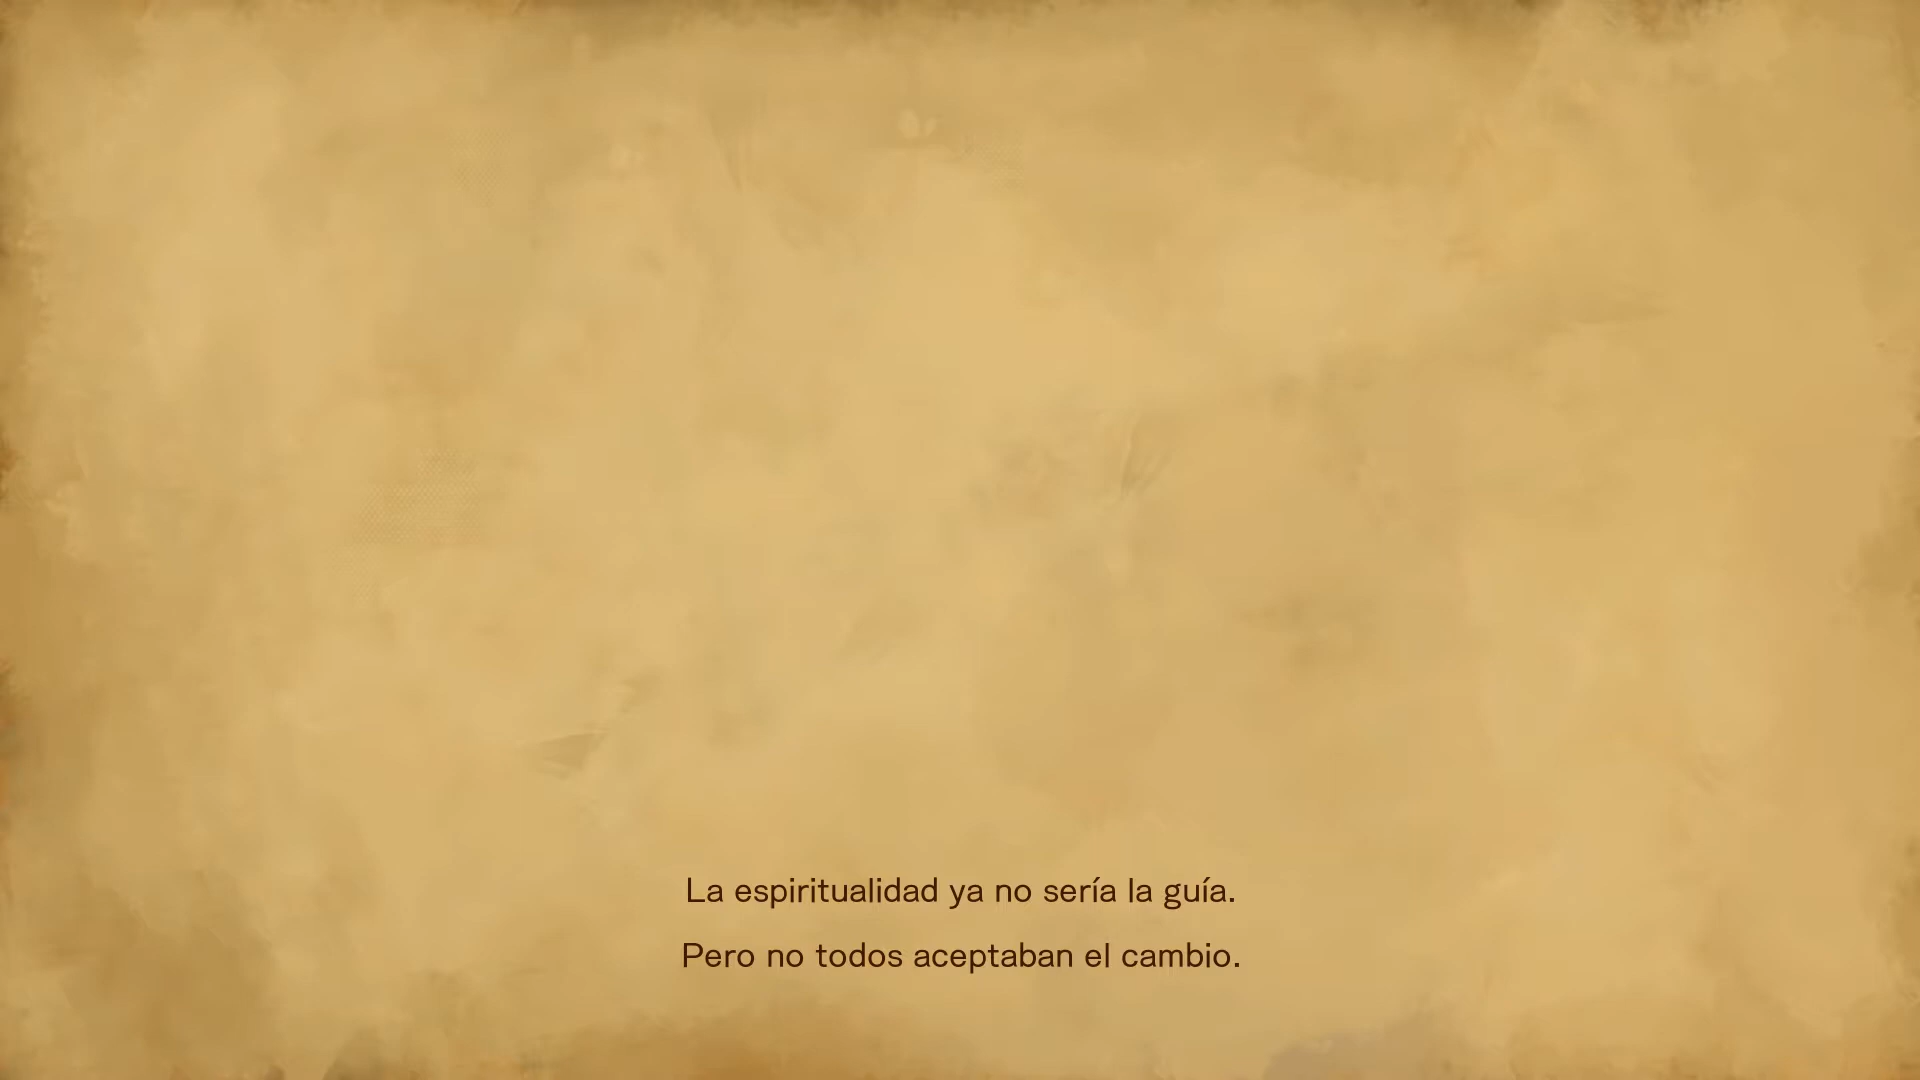 La espiritualidad ya no sería la guía.
Pero no todos aceptaban el cambio.